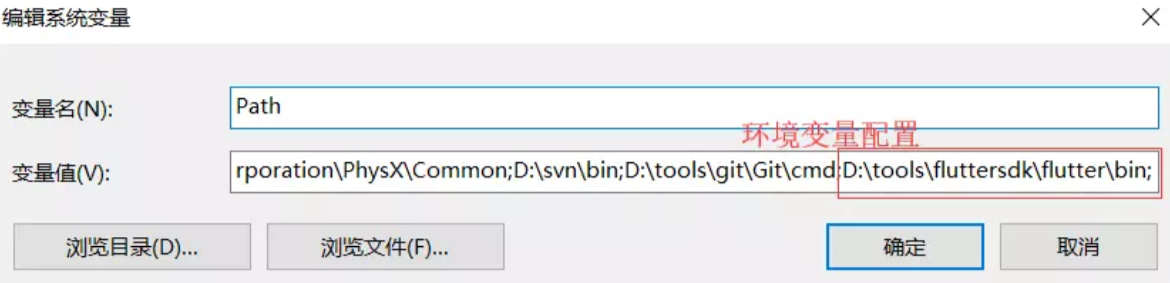 编辑系统变量
变量名(N):
Path
环境变量配置
变量值(V):
rporation\PhysX\Common;D:\svn\bin;D:\tools\git\Git\cmd;D:\tools\fluttersdk\flutter\bin;
浏览目录(D)...
浏览文件(F)...
确定
取消